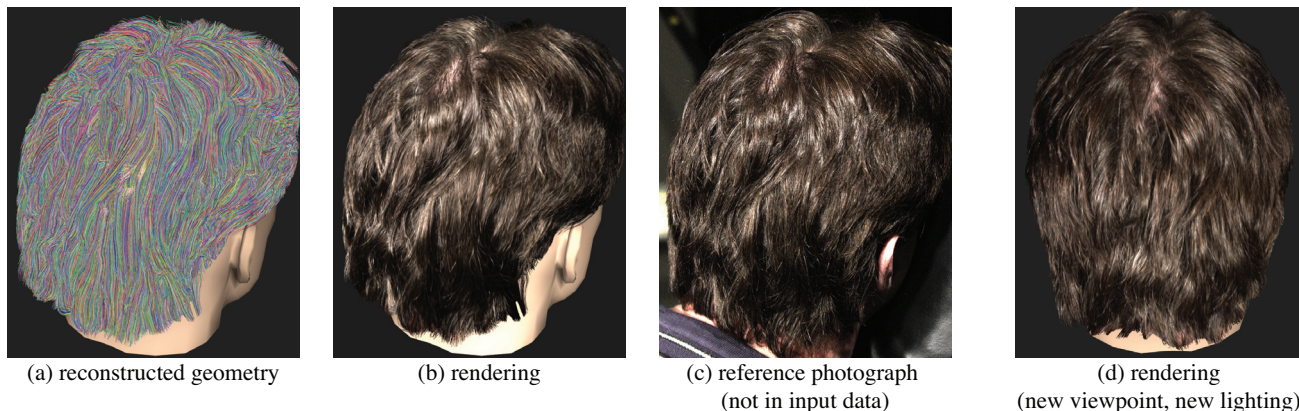 (a) reconstructed geometry
(b) rendering
(c) reference photograph
(not in input data)
(d) rendering
(new viewpoint, new lighting)